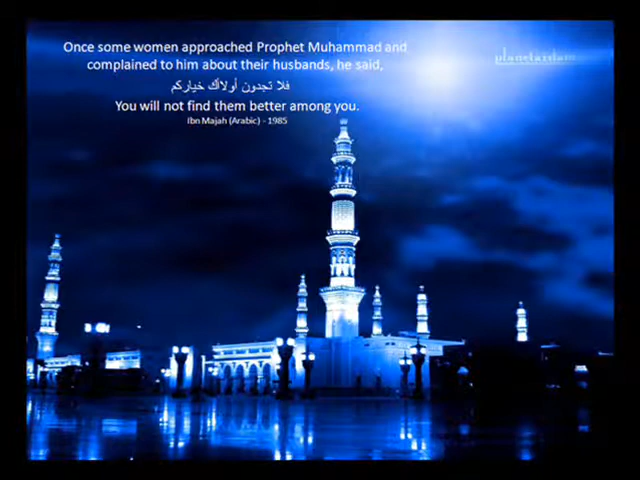 Once some women approached Prophet Muhammad and
complained to him about their husbands, he said,
فلا تجدون أولاأك خياركم
You will not find them better among you.
Ibn Majah (Arabic) - 1985
planetislam